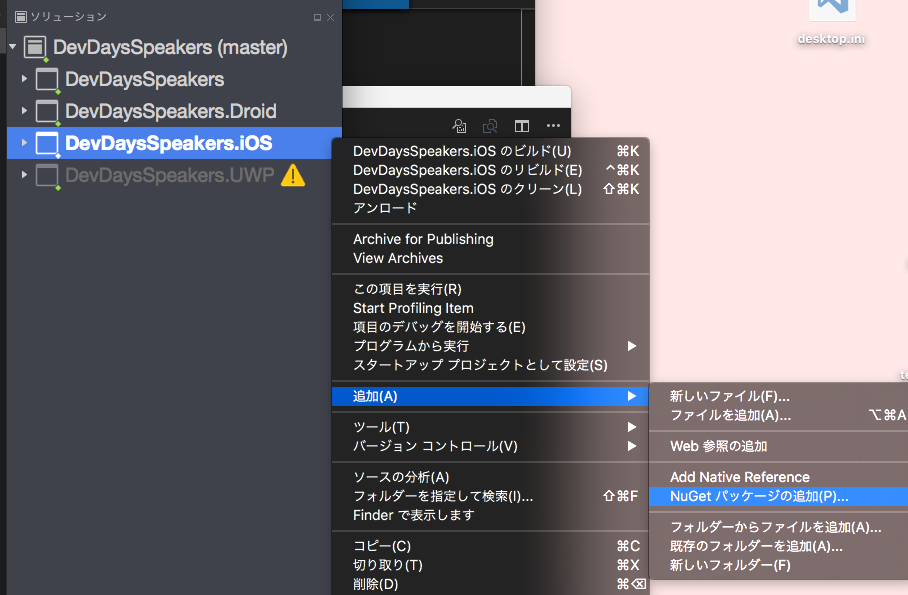 ソリューション
DevDaysSpeakers (master)
DevDaysSpeakers
DevDaysSpeakers.Droid
DevDaysSpeakers.iOS
DevDaysSpeakers.UWP
desktop.ini
DevDaysSpeakers.iOS のビルド(U) ⌘K
DevDaysSpeakers.iOS のリビルド(E) ^⌘K
DevDaysSpeakers.iOS のクリーン(L) ⇧⌘K
アンロード
Archive for Publishing
View Archives
この項目を実行(R)
Start Profiling Item
項目のデバッグを開始する(E)
プログラムから実行
スタートアップ プロジェクトとして設定(S)
追加(A)
ツール(T)
バージョン コントロール(V)
ソースの分析(A)
フォルダーを指定して検索(I)... ⇧⌘F
Finder で表示します
コピー(C) ⌘C
切り取り(T) ⌘X
削除(D) ⌘⌫
新しいファイル(F)...
ファイルを追加(A)... ⌥⌘A
Web 参照の追加
Add Native Reference
NuGet パッケージの追加(P)...
フォルダーからファイルを追加(A)...
既存のフォルダーを追加(A)...
新しいフォルダー(F)